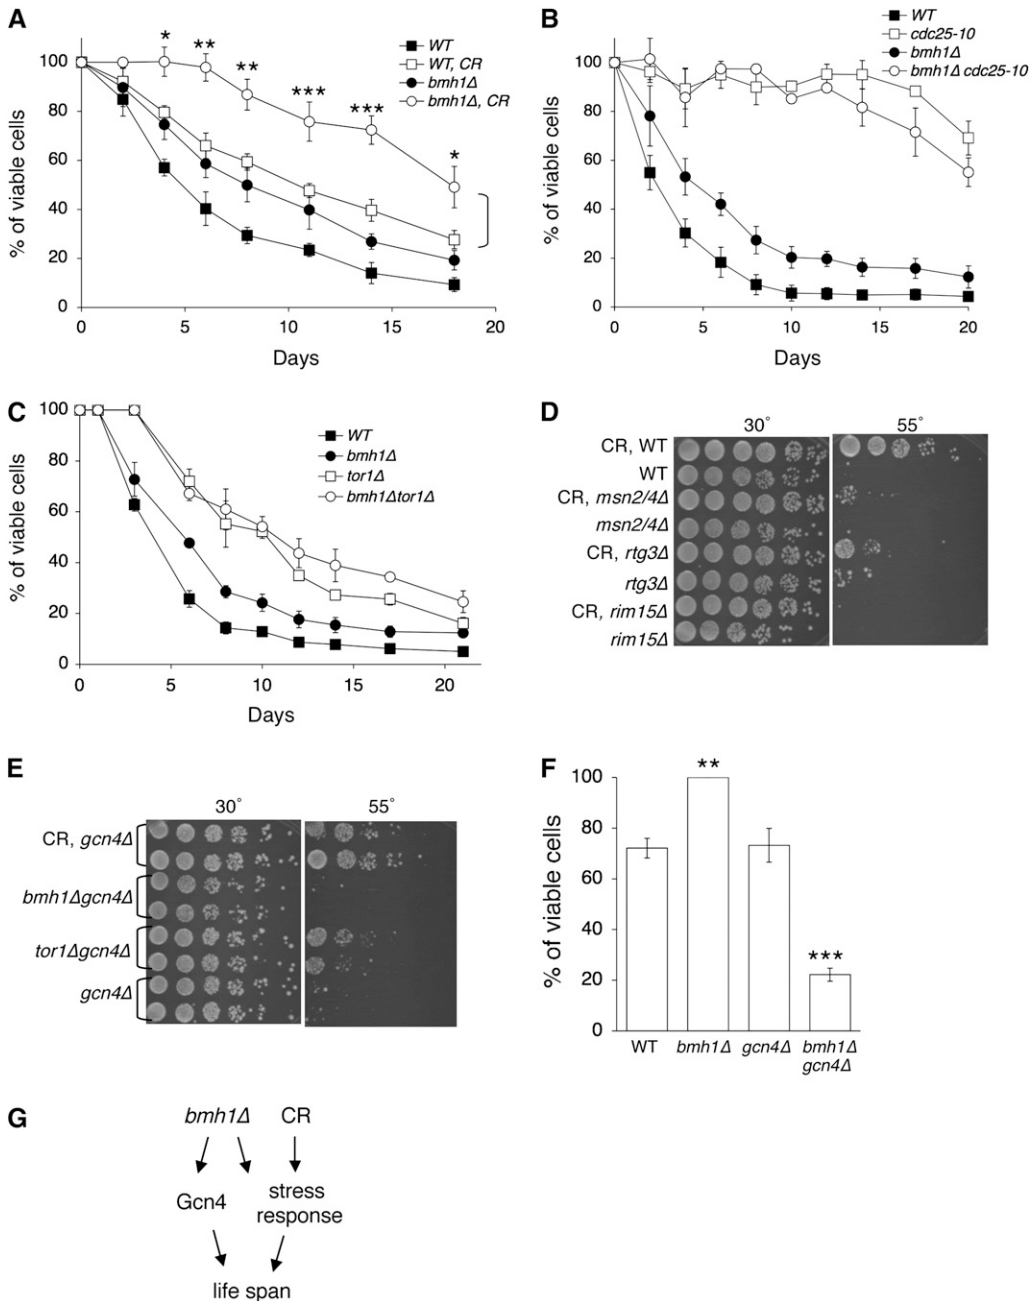 A
% of viable cells
100
80
60
40
20
0
0
5
10
15
20
Days
*
**
**
***
***
*
WT
WT, CR
bmh1Δ
bmh1Δ, CR
B
% of viable cells
100
80
60
40
20
0
0
5
10
15
20
Days
WT
cdc25-10
bmh1Δ
bmh1Δ cdc25-10
C
% of viable cells
100
80
60
40
20
0
0
5
10
15
20
Days
WT
bmh1Δ
tor1Δ
bmh1Δtor1Δ
D
30°
55°
CR, WT
WT
CR, msn2/4Δ
msn2/4Δ
CR, rtg3Δ
rtg3Δ
CR, rim15Δ
rim15Δ
E
30°
55°
CR, gcn4Δ
bmh1Δgcn4Δ
tor1Δgcn4Δ
gcn4Δ
F
% of viable cells
100
80
60
40
20
0
**
***
WT
bmh1Δ
gcn4Δ
bmh1Δ
gcn4Δ
G
bmh1Δ CR
Gcn4
stress
response
life span